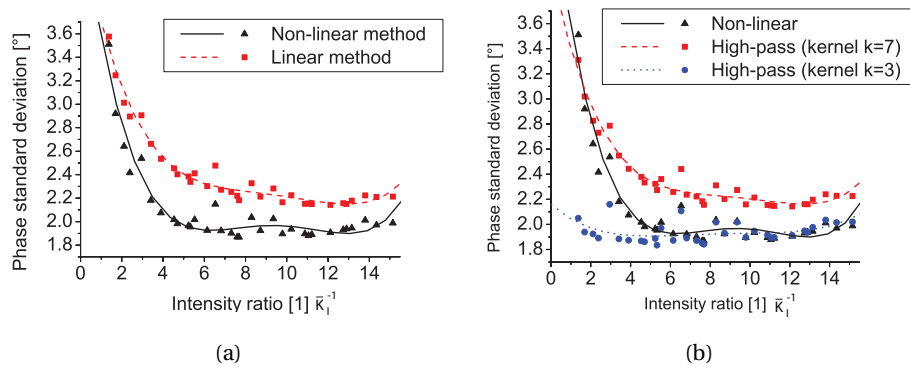 Phase standard deviation [°]
3.6
3.4
3.2
3.0
2.8
2.6
2.4
2.2
2.0
1.8
0 2 4 6 8 10 12 14
Intensity ratio [1] κ̄_I^-1
Non-linear method
Linear method
(a)
Phase standard deviation [°]
3.6
3.4
3.2
3.0
2.8
2.6
2.4
2.2
2.0
1.8
0 2 4 6 8 10 12 14
Intensity ratio [1] κ̄_I^-1
Non-linear
High-pass (kernel k=7)
High-pass (kernel k=3)
(b)